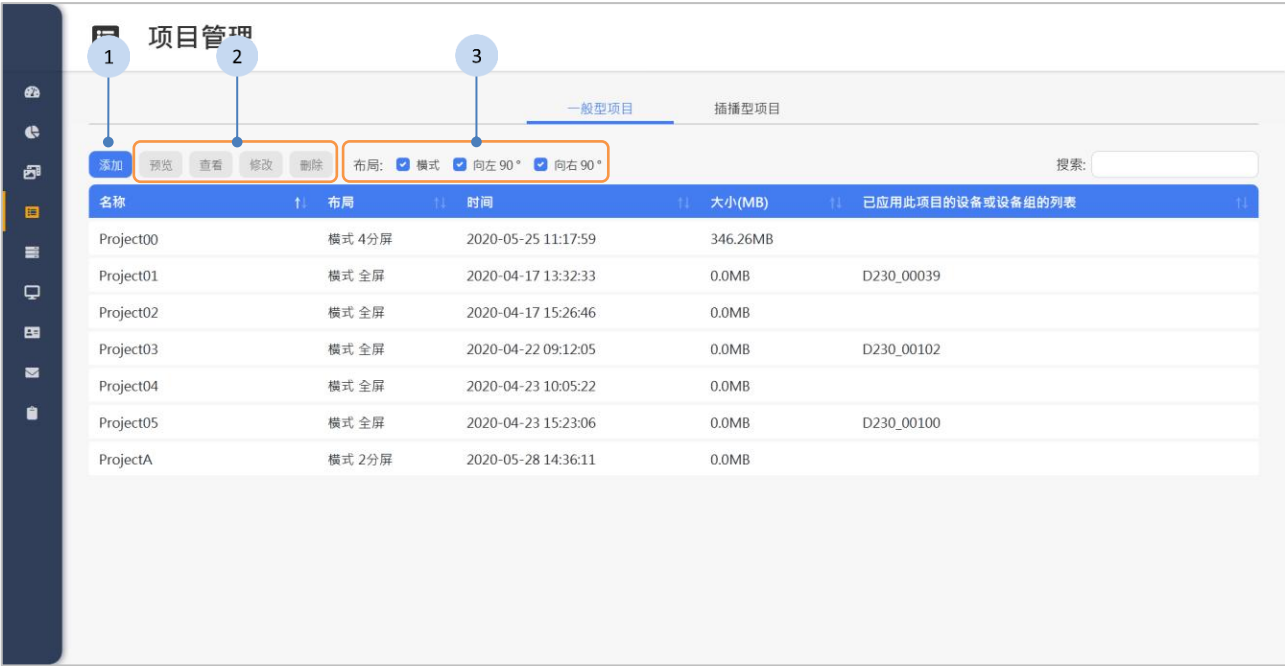 项目管理
1 2 3
一般型项目 插播型项目
添加 预览 查看 修改 删除 布局: 横式 向左 90 ° 向右 90 ° 搜索:
名称 布局 时间 大小(MB) 已应用此项目的设备或设备组的列表
Project00 横式 4分屏 2020-05-25 11:17:59 346.26MB
Project01 横式 全屏 2020-04-17 13:32:33 0.0MB D230_00039
Project02 横式 全屏 2020-04-17 15:26:46 0.0MB
Project03 横式 全屏 2020-04-22 09:12:05 0.0MB D230_00102
Project04 横式 全屏 2020-04-23 10:05:22 0.0MB
Project05 横式 全屏 2020-04-23 15:23:06 0.0MB D230_00100
ProjectA 横式 2分屏 2020-05-28 14:36:11 0.0MB